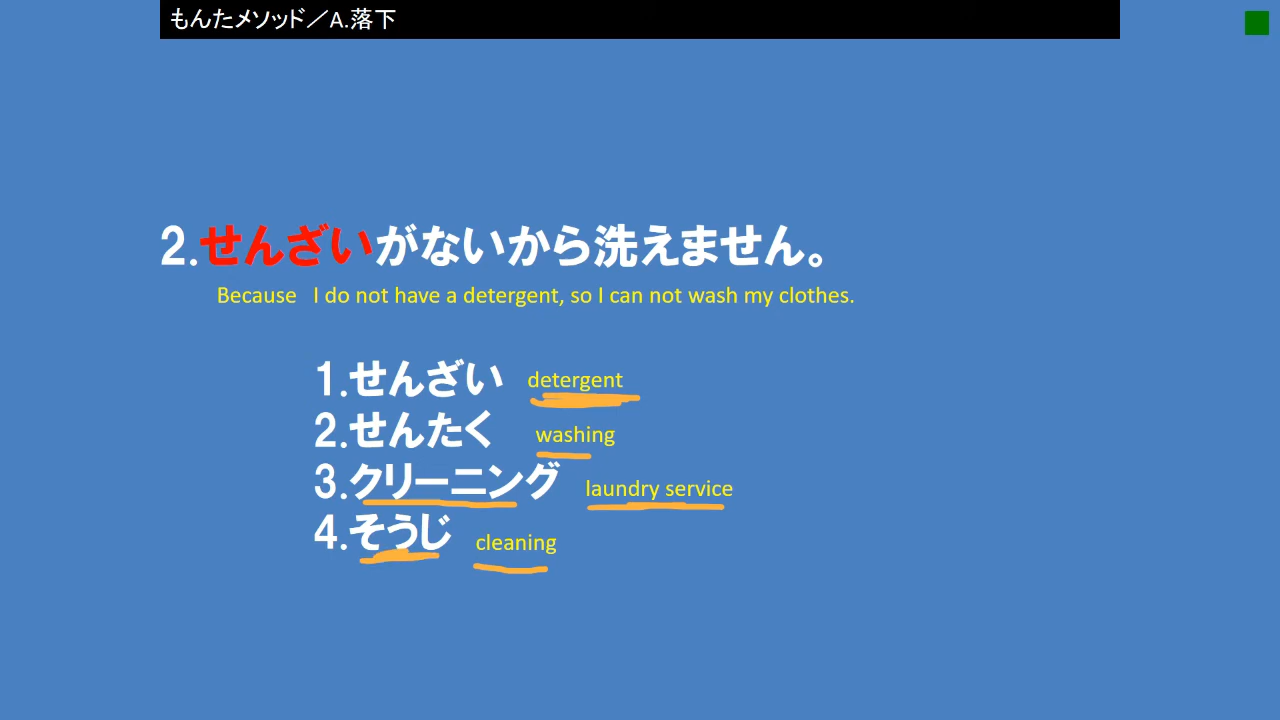 もんたメソッド／A.落下
2.せんざいがないから洗えません。
Because I do not have a detergent, so I can not wash my clothes.
1.せんざい detergent
2.せんたく washing
3.クリーニング laundry service
4.そうじ cleaning